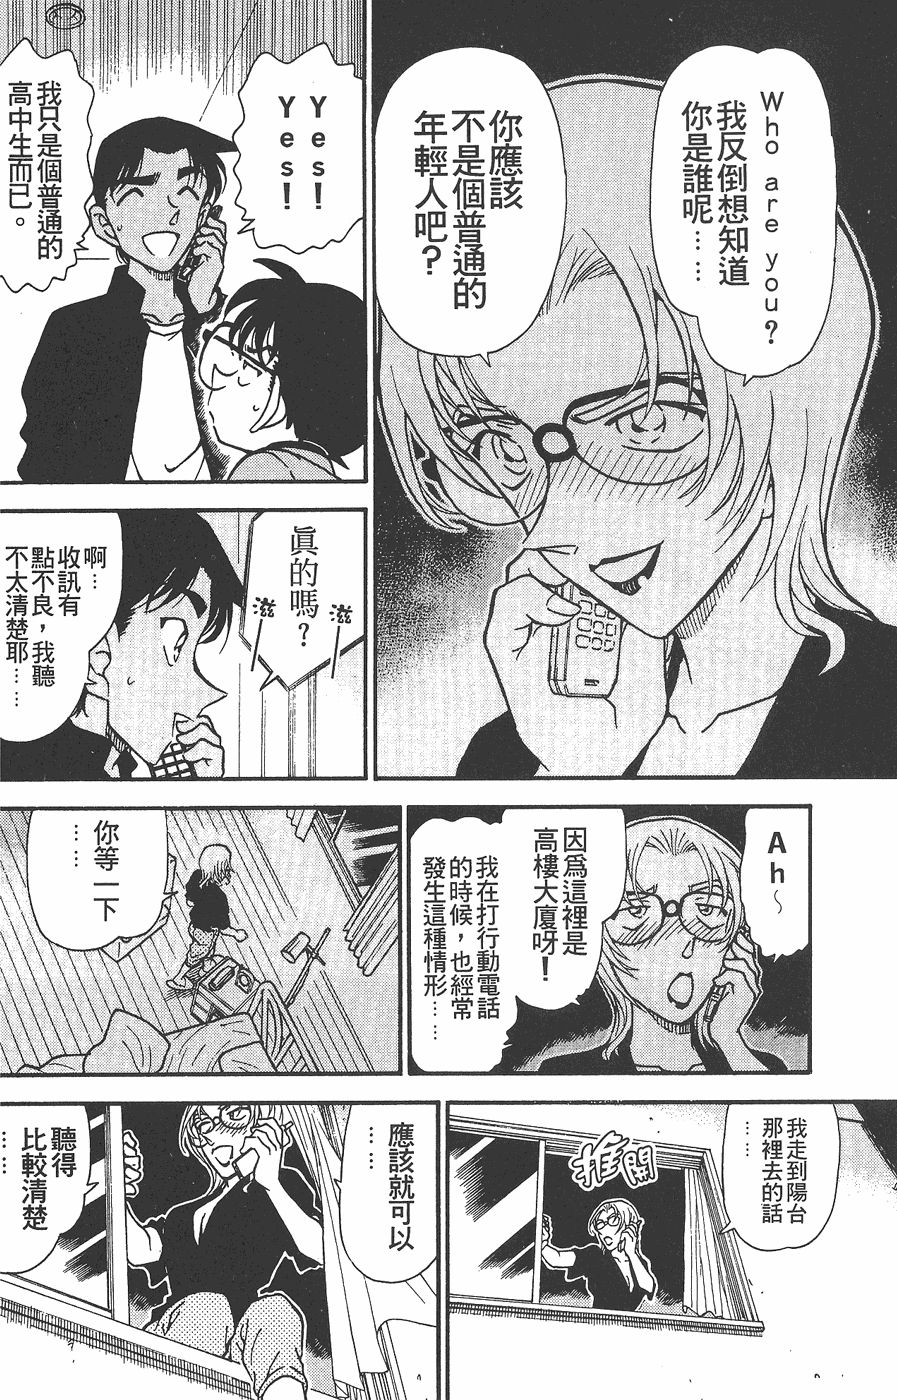 Who are you?
我反倒想知道
你是誰呢……
你應該
不是個普通的
年輕人吧？
Yes！
Yes！
我只是個普通的
高中生而已。
眞的嗎？
滋
滋
啊…
收訊有
點不良，我聽
不太清楚耶……
Ah～
因爲這裡是
高樓大廈呀！
我在打行動電話
的時候，也經常
發生這種情形……
你等一下
……
我走到陽台
那裡去的話
……
推開
應該就可以
……
聽得
比較清楚
……